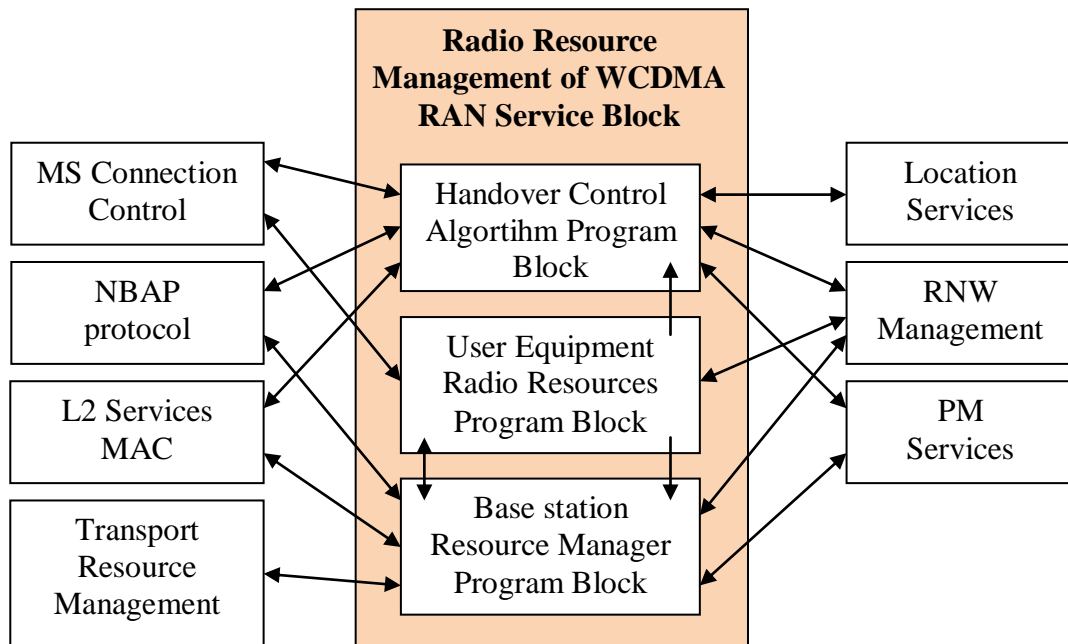 Radio Resource
Management of WCDMA
RAN Service Block
MS Connection
Control
NBAP
protocol
L2 Services
MAC
Transport
Resource
Management
Handover Control
Algortihm Program
Block
User Equipment
Radio Resources
Program Block
Base station
Resource Manager
Program Block
Location
Services
RNW
Management
PM
Services